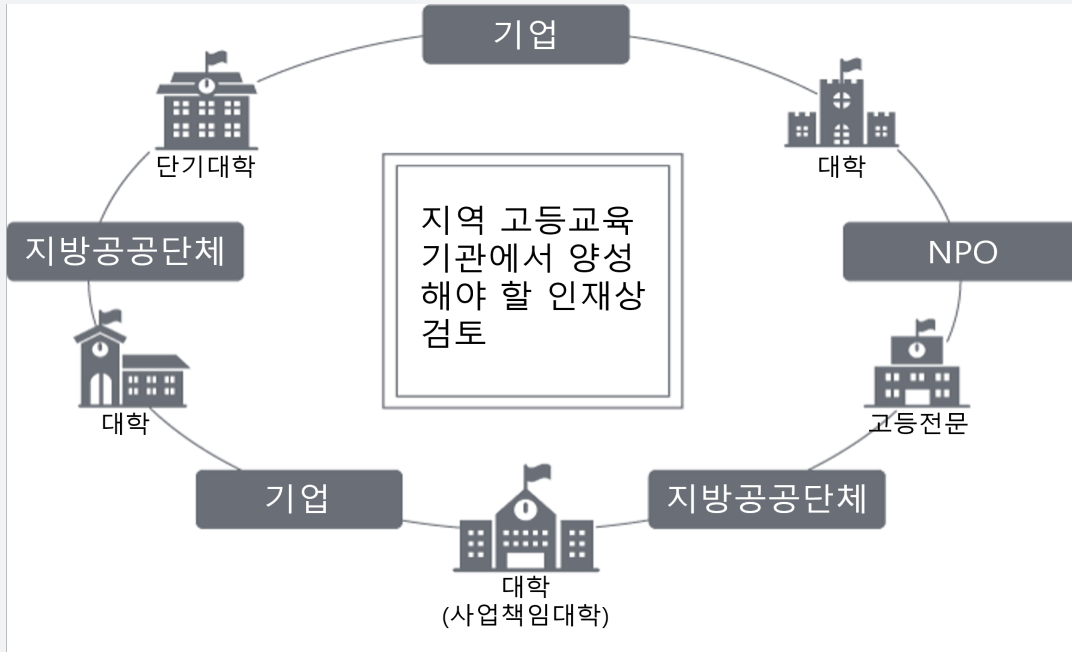 기업
단기대학
대학
지방공공단체
NPO
지역 고등교육
기관에서 양성
해야 할 인재상
검토
대학
고등전문
기업
지방공공단체
대학
(사업책임대학)